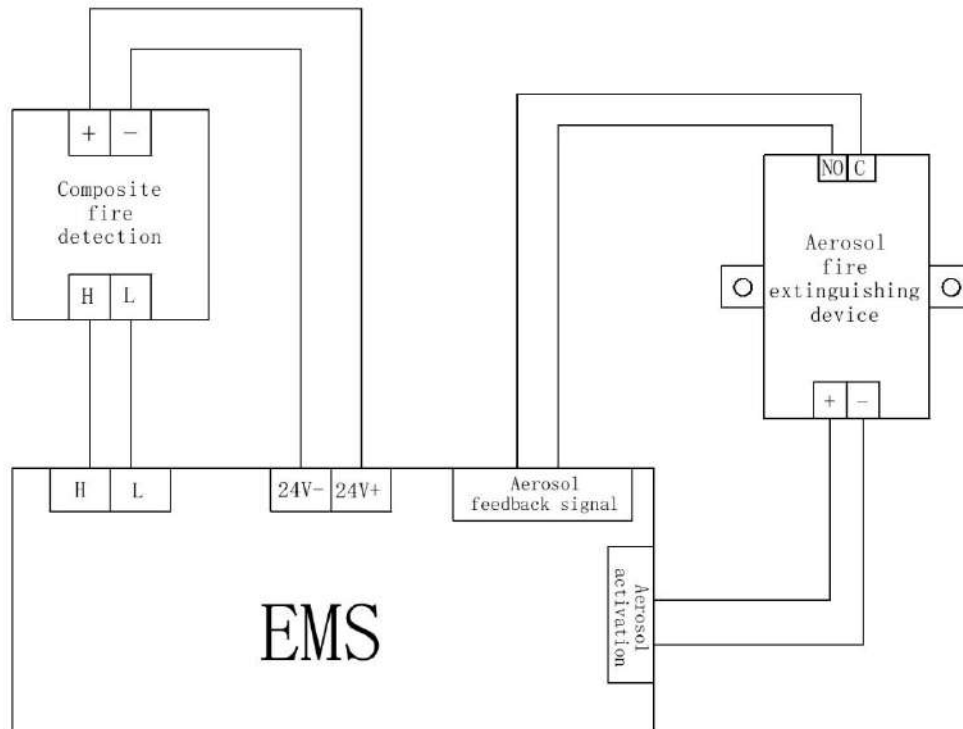 + -
Composite
fire
detection
H L
NO C
Aerosol
fire
extinguishing
device
+ -
H L
24V- 24V+
Aerosol
feedback signal
Aerosol
activation
EMS